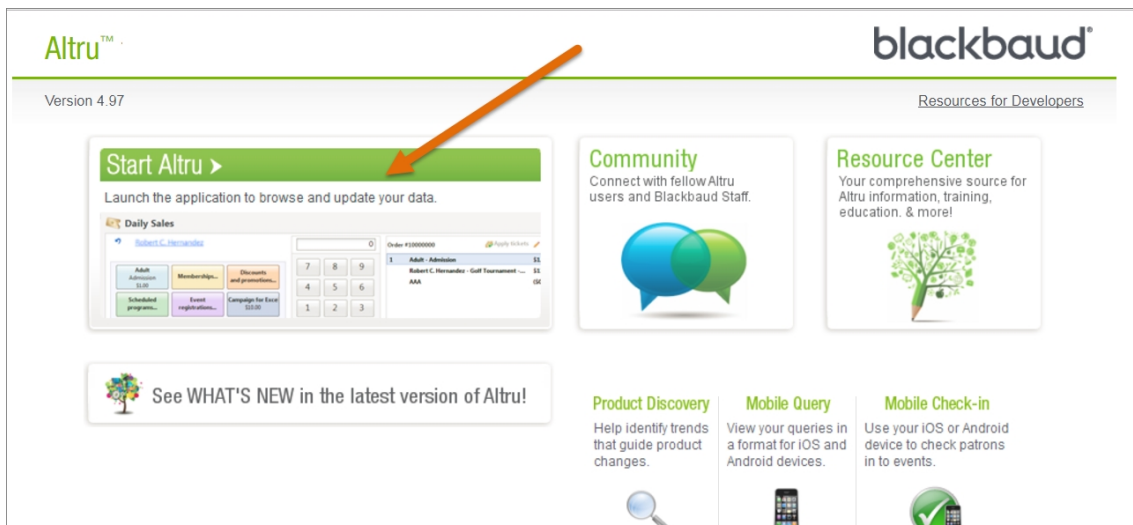 Altru™
blackbaud®
Version 4.97
Resources for Developers
Start Altru >
Launch the application to browse and update your data.
Daily Sales
Robert C. Hernandez
0
Adult
Admission
$1.00
Memberships...
Discounts
and promotions...
Scheduled
programs...
Event
registrations...
Campaign for Exce
$10.00
7 8 9
4 5 6
1 2 3
Order #10000000
Apply tickets
1 Adult - Admission $1.
Robert C. Hernandez - Golf Tournament -... $1.
AAA
Community
Connect with fellow Altru
users and Blackbaud Staff.
Resource Center
Your comprehensive source for
Altru information, training,
education. & more!
See WHAT'S NEW in the latest version of Altru!
Product Discovery
Help identify trends
that guide product
changes.
Mobile Query
View your queries in
a format for iOS and
Android devices.
Mobile Check-in
Use your iOS or Android
device to check patrons
in to events.